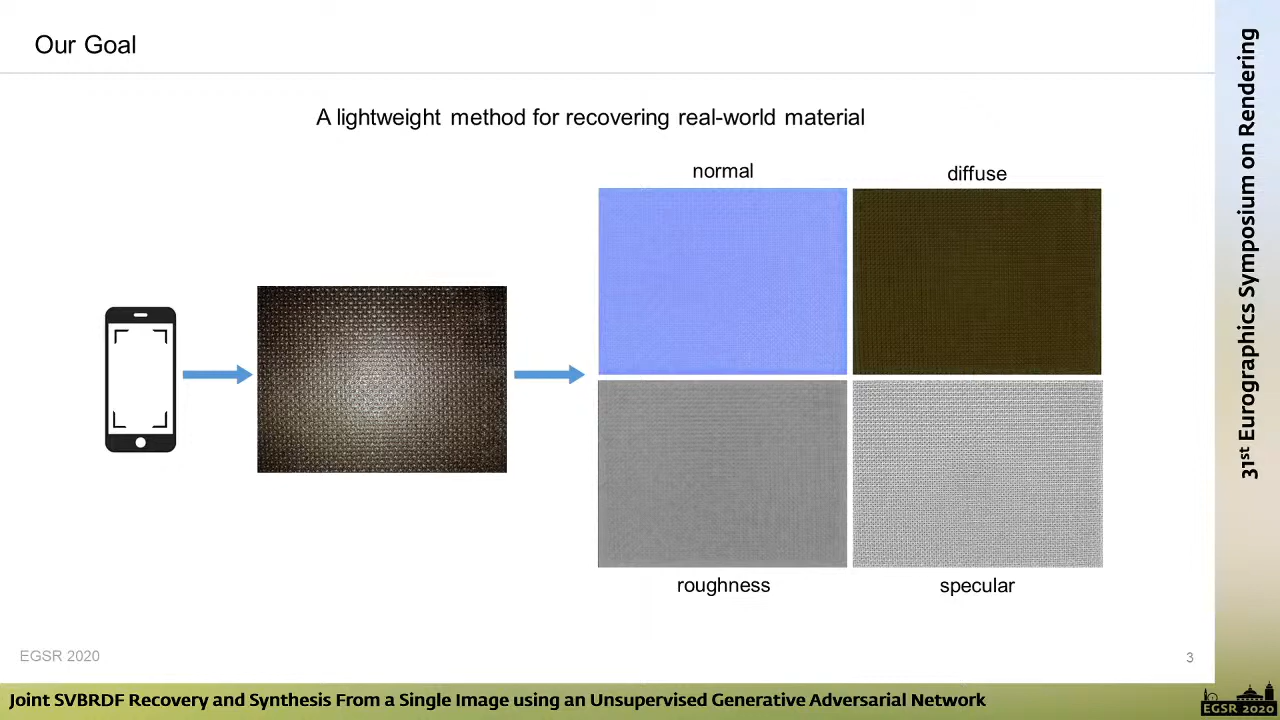 Our Goal
A lightweight method for recovering real-world material
normal
diffuse
roughness
specular
EGSR 2020
3
Joint SVBRDF Recovery and Synthesis From a Single Image using an Unsupervised Generative Adversarial Network
31st Eurographics Symposium on Rendering
EGSR 2020